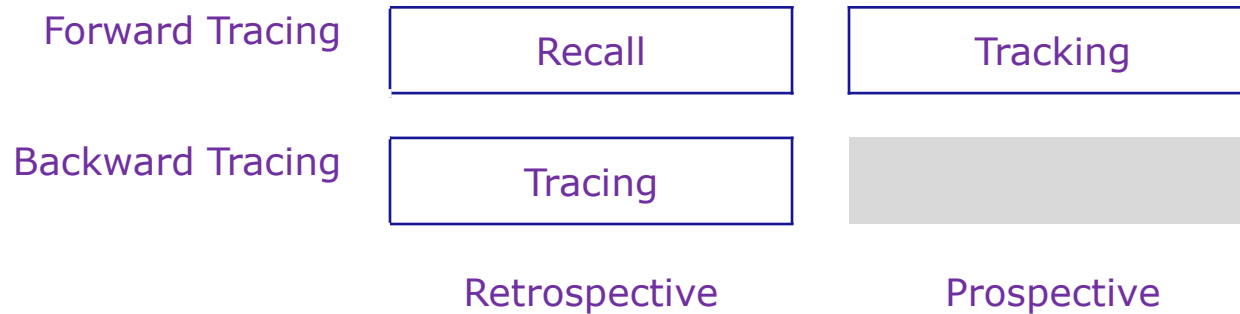 Forward Tracing
Recall
Tracking
Backward Tracing
Tracing
Retrospective
Prospective